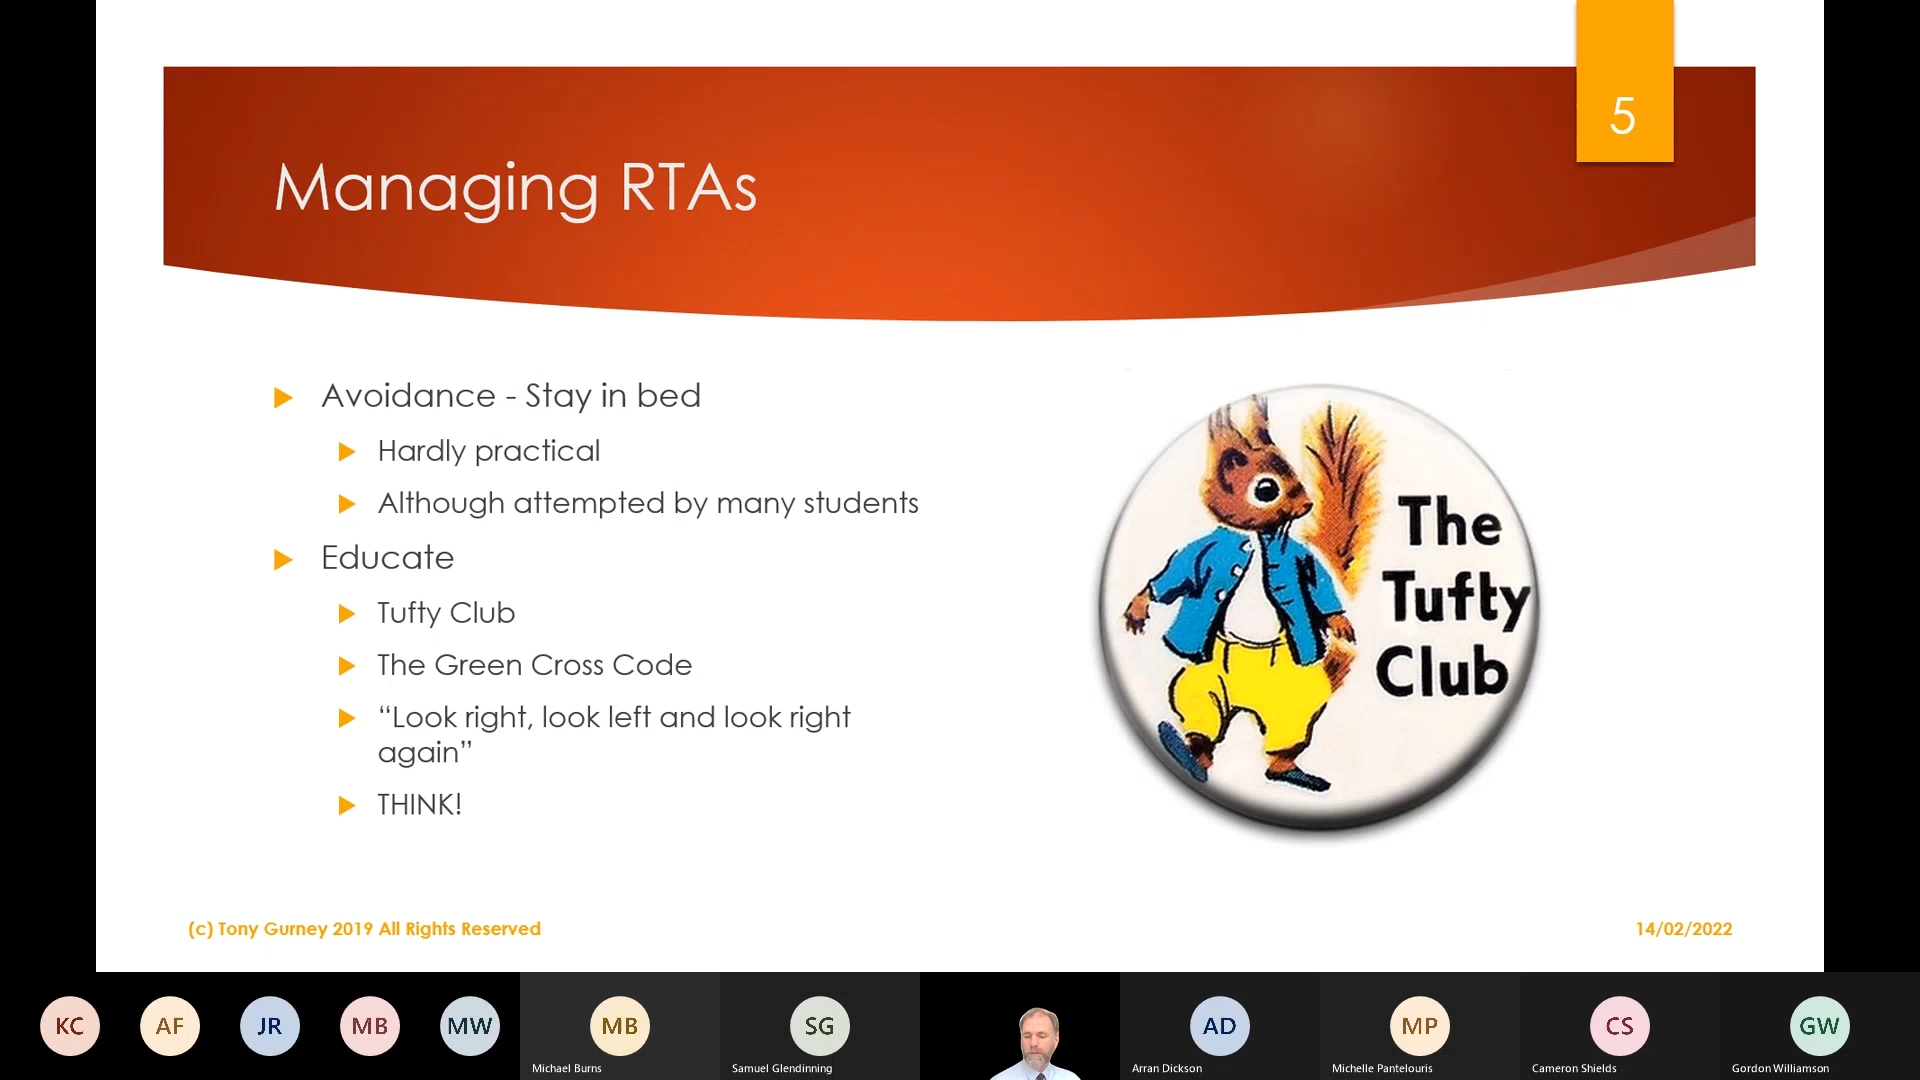 5
Managing RTAs
Avoidance - Stay in bed
Hardly practical
Although attempted by many students
Educate
Tufty Club
The Green Cross Code
“Look right, look left and look right
again”
THINK!
The
Tufty
Club
(c) Tony Gurney 2019 All Rights Reserved
14/02/2022
KC
AF
JR
MB
MW
MB
SG
AD
MP
CS
GW
Michael Burns
Samuel Glendinning
Arran Dickson
Michelle Pantelouris
Cameron Shields
Gordon Williamson